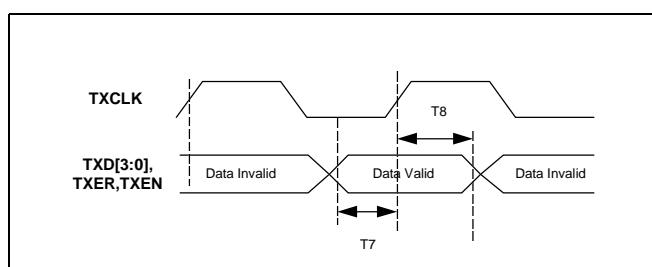 TXCLK
T8
TXD[3:0],
TXER,TXEN
Data Invalid
Data Valid
Data Invalid
T7